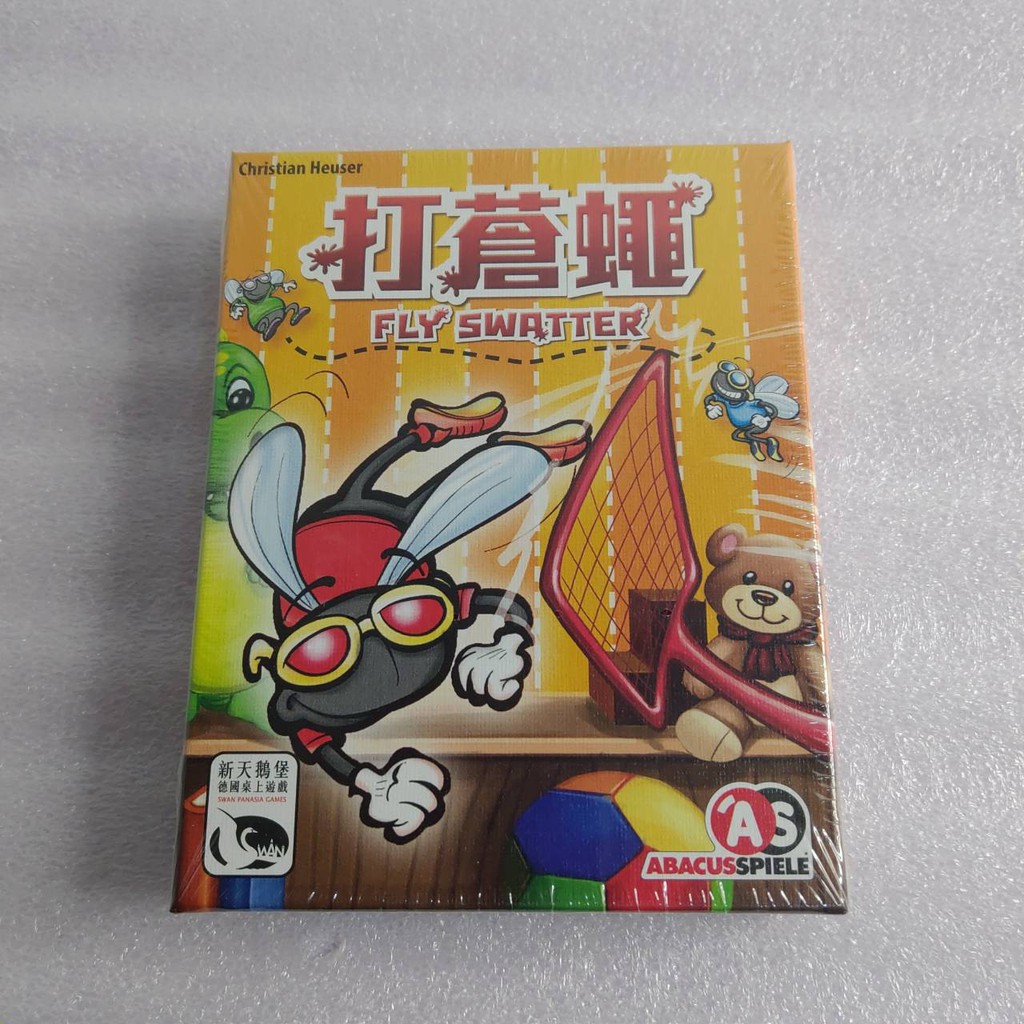 Christian Heuser
打蒼蠅
FLY SWATTER
新天鵝堡
德國桌上遊戲
SWAN PANASIA GAMES
SWAN
AS
ABACUSSPIELE